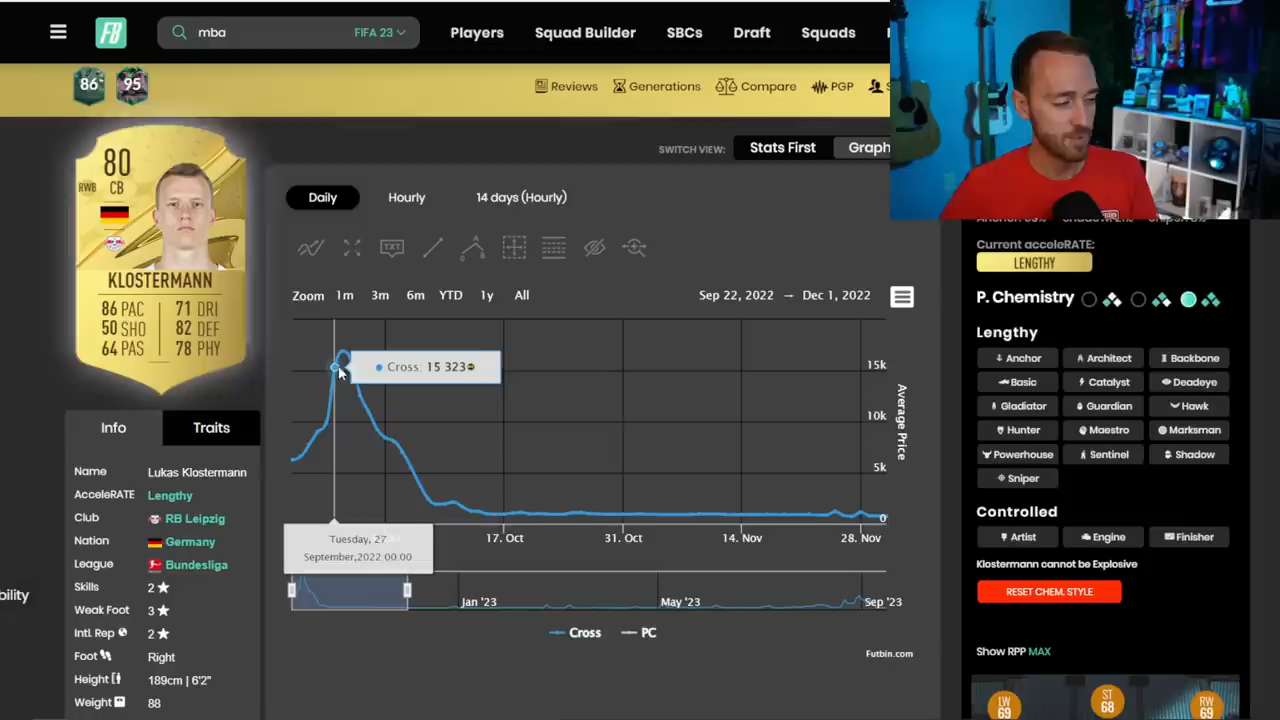 FB
mba
FIFA 23
Players
Squad Builder
SBCs
Draft
Squads
86
95
Reviews
Generations
Compare
PGP
SWITCH VIEW:
Stats First
Graph
80
RWB
CB
KLOSTERMANN
86 PAC
71 DRI
50 SHO
82 DEF
64 PAS
78 PHY
Daily
Hourly
14 days (Hourly)
TXT
Zoom
1m
3m
6m
YTD
1y
All
Sep 22, 2022 → Dec 1, 2022
Cross: 15 323
15k
10k
5k
0
Average Price
Tuesday, 27
September,2022 00:00
17. Oct
31. Oct
14. Nov
28. Nov
Jan '23
May '23
Sep '23
Cross
PC
Futbin.com
Info
Traits
Name
Lukas Klostermann
AcceleRATE
Lengthy
Club
RB Leipzig
Nation
Germany
League
Bundesliga
Skills
2
Weak Foot
3
Intl. Rep
2
Foot
Right
Height
189cm | 6'2"
Weight
88
bility
Current acceleRATE:
LENGTHY
P. Chemistry
Lengthy
Anchor
Architect
Backbone
Basic
Catalyst
Deadeye
Gladiator
Guardian
Hawk
Hunter
Maestro
Marksman
Powerhouse
Sentinel
Shadow
Sniper
Controlled
Artist
Engine
Finisher
Klostermann cannot be Explosive
RESET CHEM. STYLE
Show RPP MAX
LW
69
ST
68
RW
69